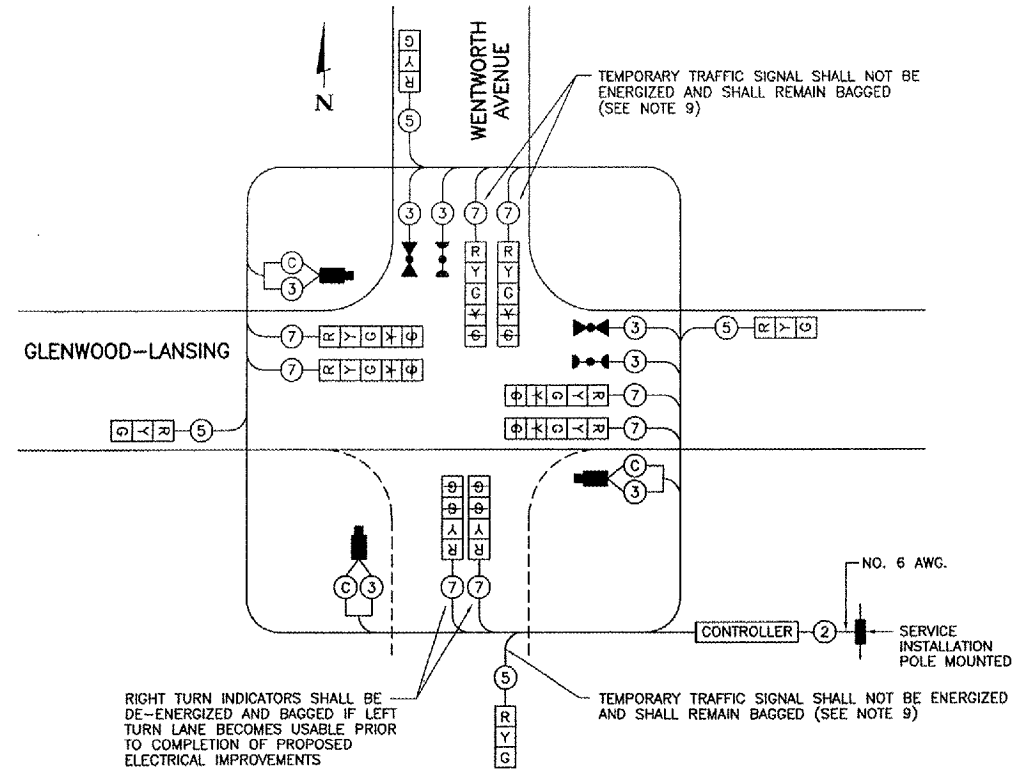 G Y R
5
WENTWORTH
AVENUE
N
TEMPORARY TRAFFIC SIGNAL SHALL NOT BE
ENERGIZED AND SHALL REMAIN BAGGED
(SEE NOTE 9)
3 3 7 7
R R
Y Y
G G
Y Y
G G
C
3
7 R Y G Y G
7 R Y G Y G
GLENWOOD-LANSING
G Y R 5
3 5 R Y G
3
G Y G Y R 7
G Y G Y R 7
C
3
G G
G G
Y Y
R R
7 7
C 3
NO. 6 AWG.
CONTROLLER 2
SERVICE
INSTALLATION
POLE MOUNTED
5
R
Y
G
RIGHT TURN INDICATORS SHALL BE
DE-ENERGIZED AND BAGGED IF LEFT
TURN LANE BECOMES USABLE PRIOR
TO COMPLETION OF PROPOSED
ELECTRICAL IMPROVEMENTS
TEMPORARY TRAFFIC SIGNAL SHALL NOT BE ENERGIZED
AND SHALL REMAIN BAGGED (SEE NOTE 9)